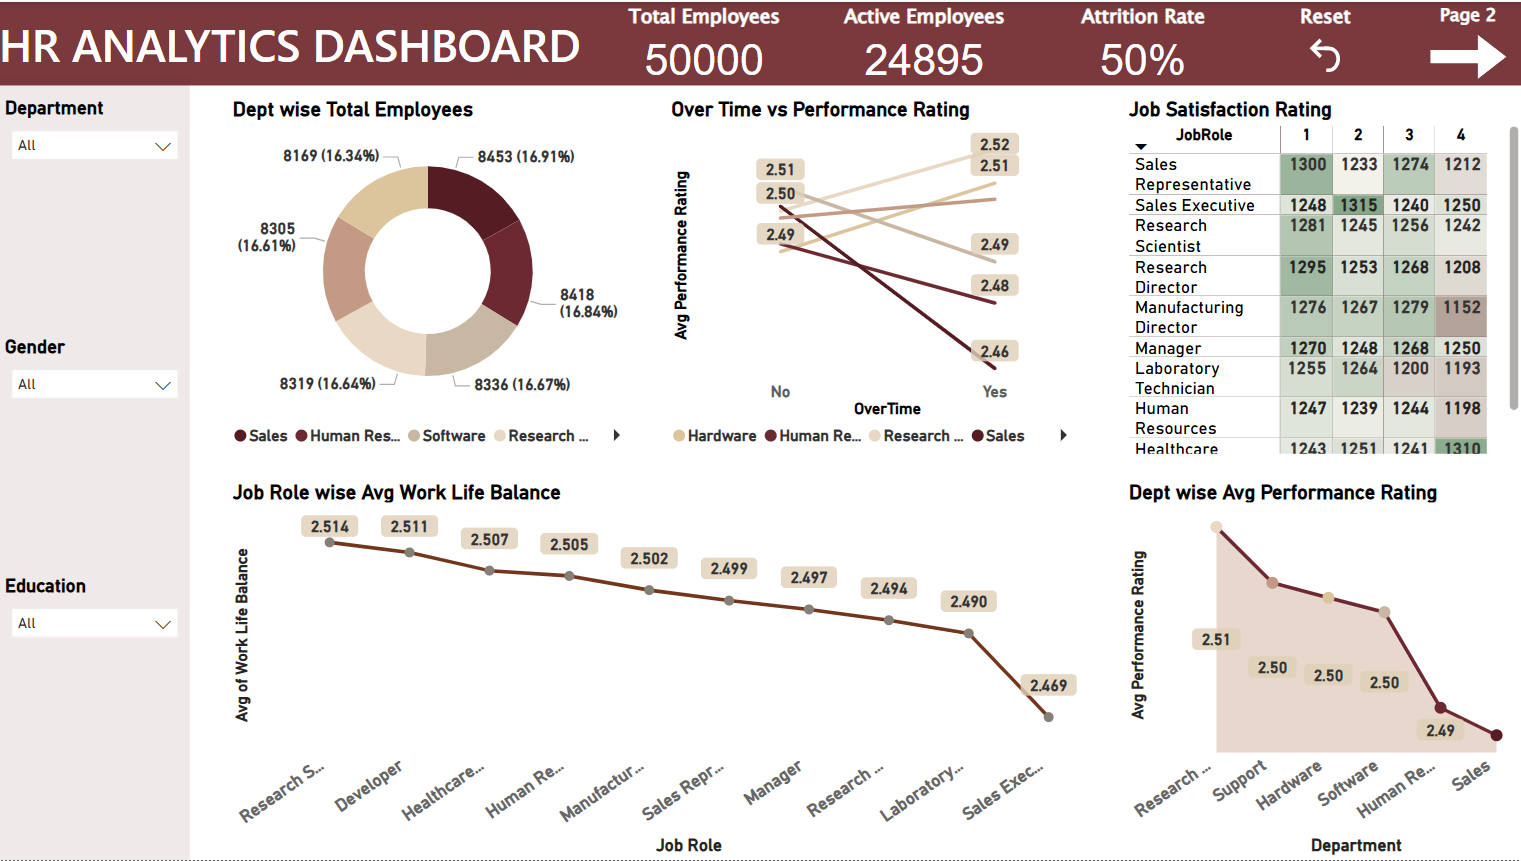 HR ANALYTICS DASHBOARD
Total Employees
50000
Active Employees
24895
Attrition Rate
50%
Reset
Page 2
Department
All
Gender
All
Education
All
Dept wise Total Employees
8169 (16.34%)
8453 (16.91%)
8305
(16.61%)
8418
(16.84%)
8319 (16.64%)
8336 (16.67%)
Sales Human Res... Software Research ...
Over Time vs Performance Rating
Avg Performance Rating
2.51
2.50
2.49
2.52
2.51
2.49
2.48
2.46
No Yes
OverTime
Hardware Human Re... Research ... Sales
Job Satisfaction Rating
JobRole 1 2 3 4
Sales
Representative 1300 1233 1274 1212
Sales Executive 1248 1315 1240 1250
Research
Scientist 1281 1245 1256 1242
Research
Director 1295 1253 1268 1208
Manufacturing
Director 1276 1267 1279 1152
Manager 1270 1248 1268 1250
Laboratory
Technician 1255 1264 1200 1193
Human
Resources 1247 1239 1244 1198
Healthcare 1243 1251 1241 1310
Job Role wise Avg Work Life Balance
Avg of Work Life Balance
2.514 2.511 2.507 2.505 2.502 2.499 2.497 2.494 2.490 2.469
Research S... Developer Healthcare... Human Re... Manufactur... Sales Repr... Manager Research ... Laboratory... Sales Exec...
Job Role
Dept wise Avg Performance Rating
Avg Performance Rating
2.51 2.50 2.50 2.50 2.49
Research ... Support Hardware Software Human Re... Sales
Department